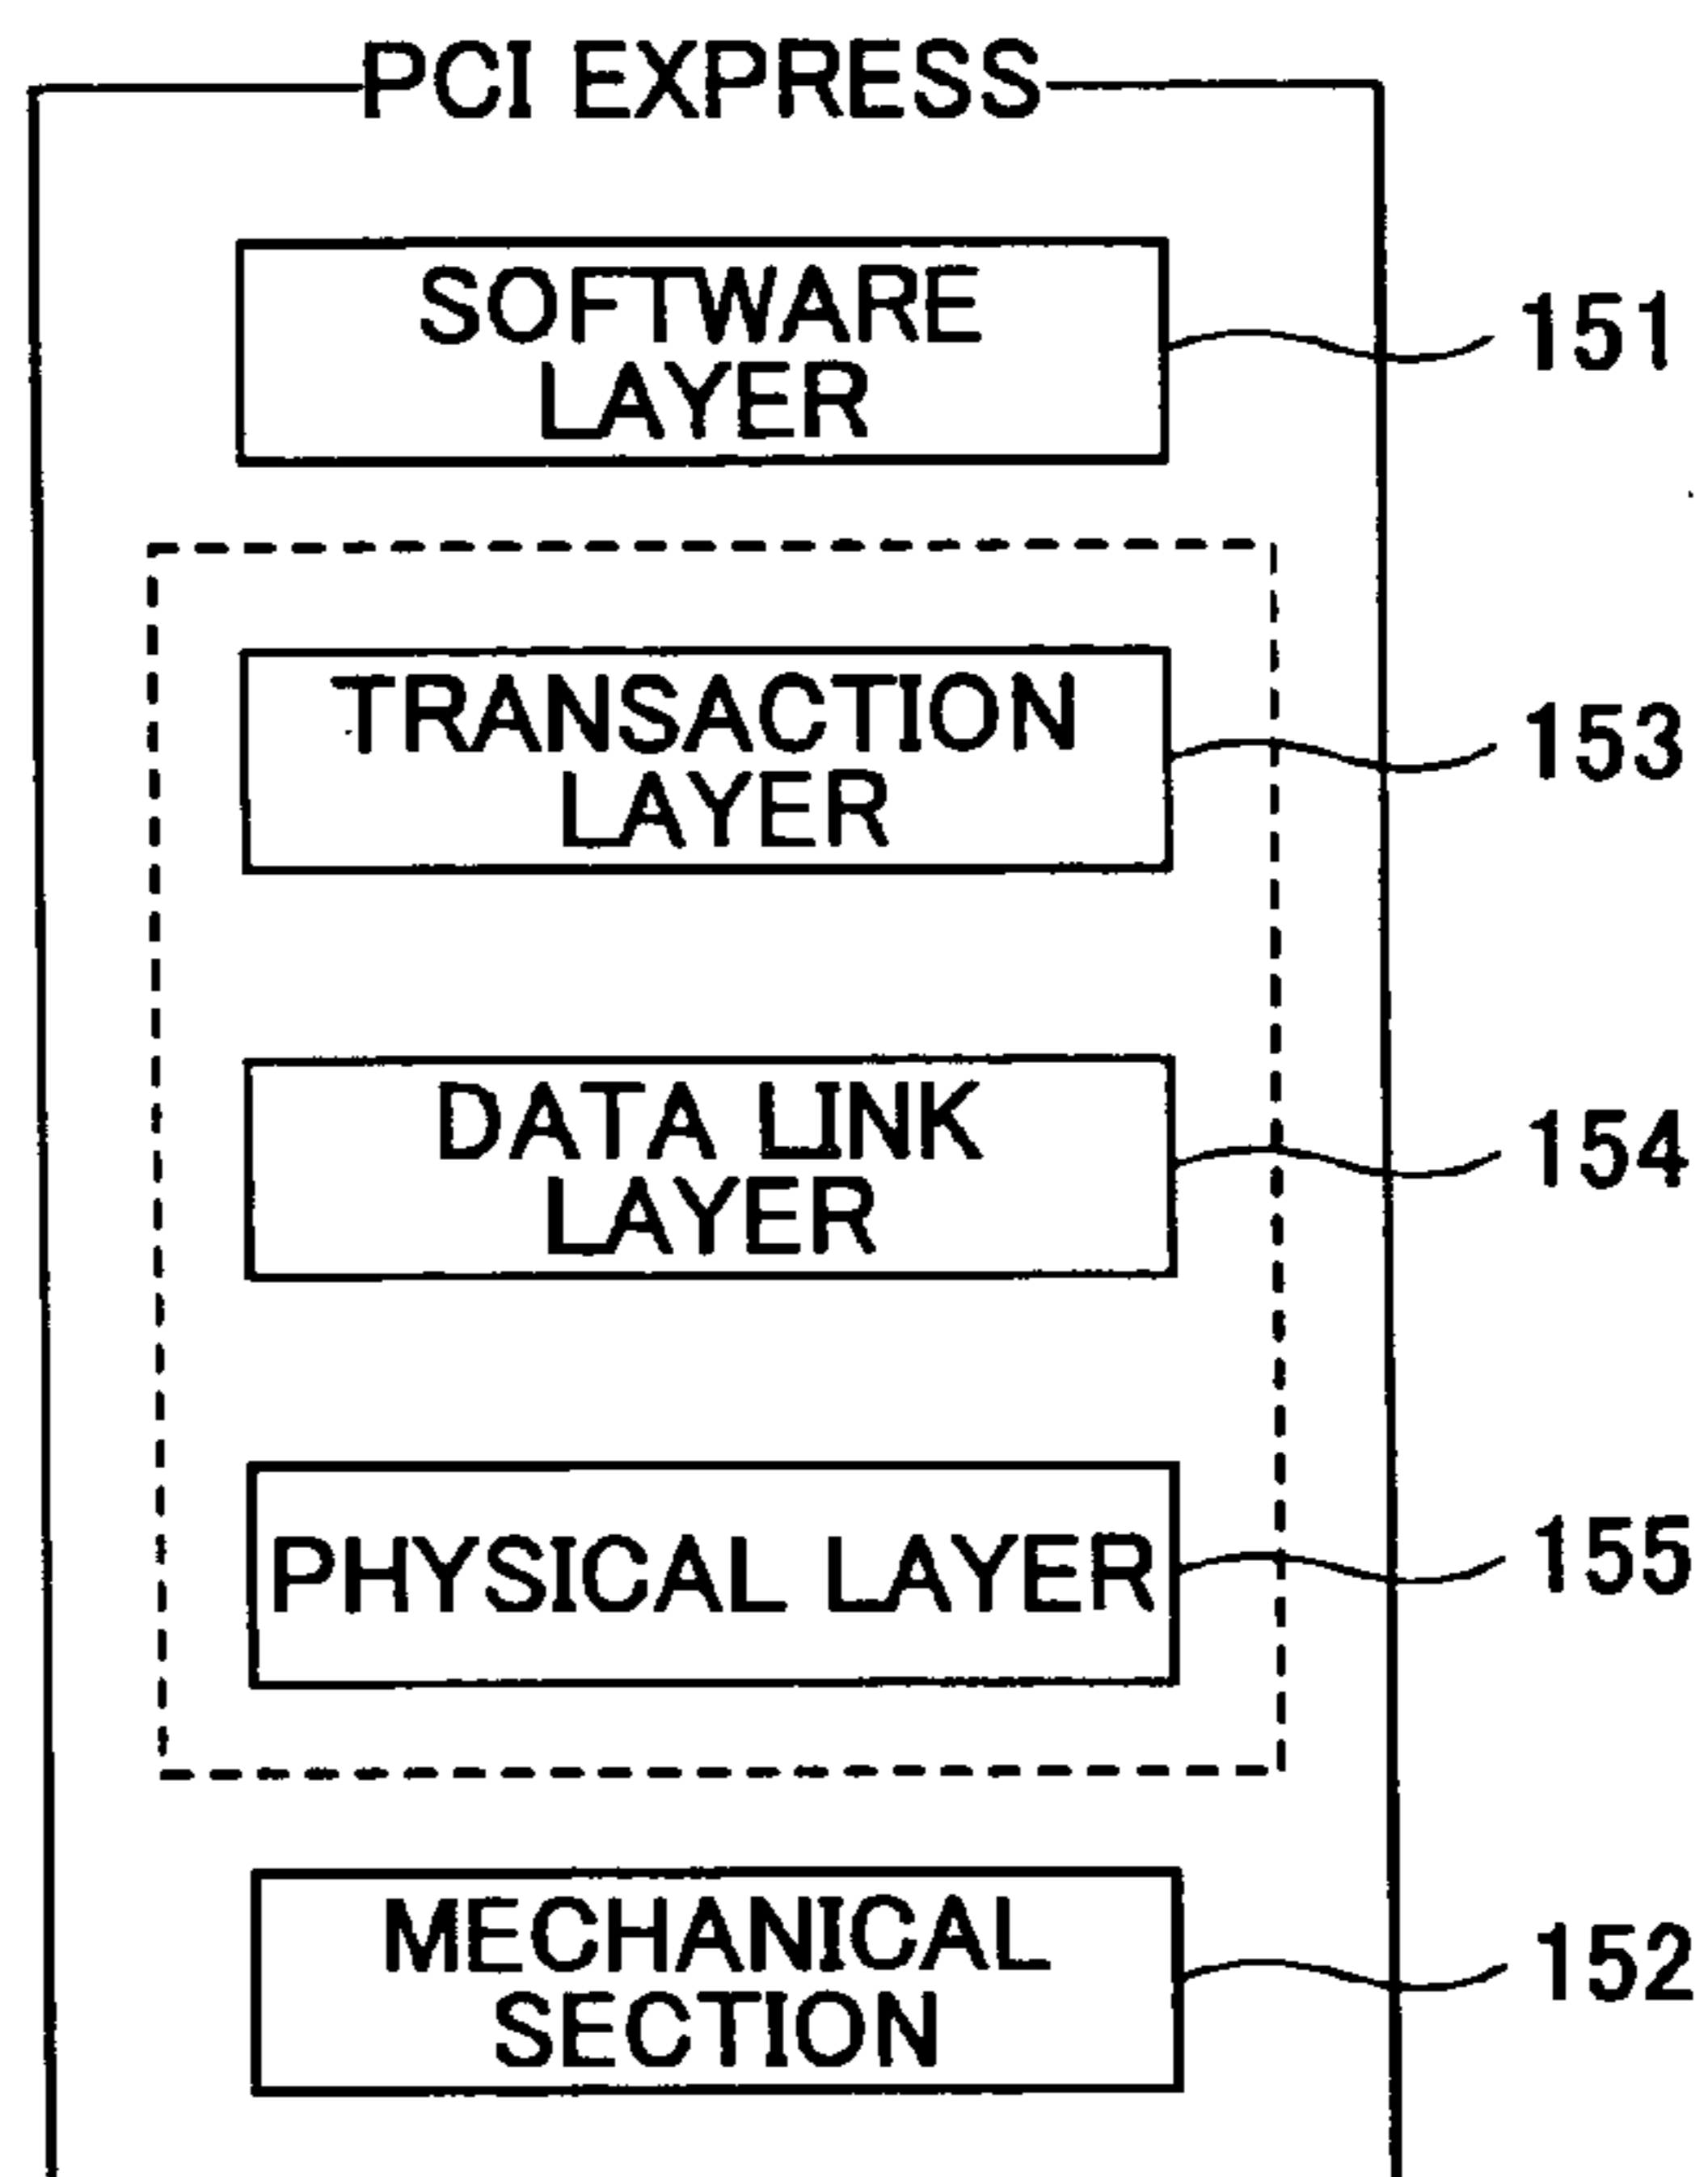 PCI EXPRESS
SOFTWARE
LAYER
151
TRANSACTION
LAYER
153
DATA LINK
LAYER
154
PHYSICAL LAYER
155
MECHANICAL
SECTION
152